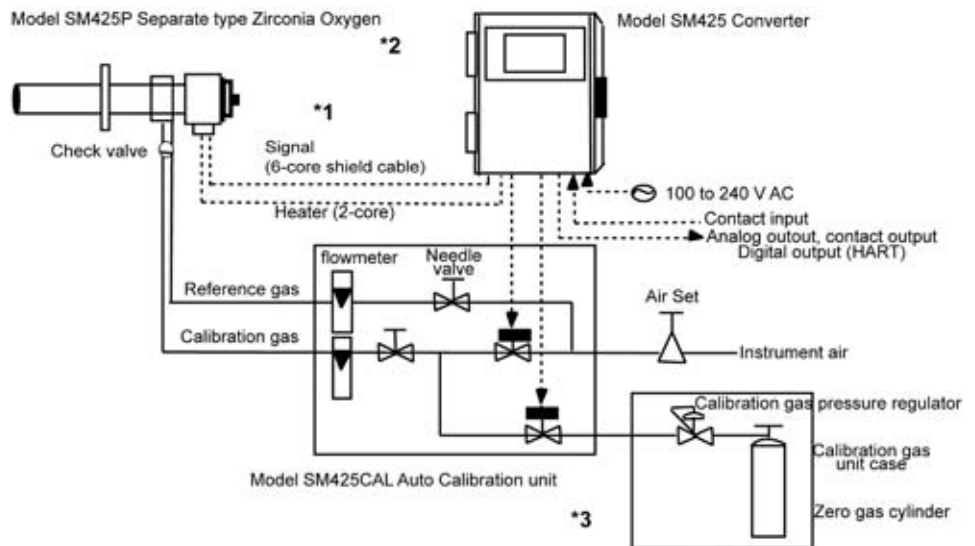 Model SM425P Separate type Zirconia Oxygen
*2
Model SM425 Converter
*1
Check valve
Signal
(6-core shield cable)
Heater (2-core)
100 to 240 V AC
Contact input
Analog outout, contact output
Digital output (HART)
flowmeter
Needle
valve
Reference gas
Air Set
Calibration gas
Instrument air
Calibration gas pressure regulator
Calibration gas
unit case
Model SM425CAL Auto Calibration unit
*3
Zero gas cylinder